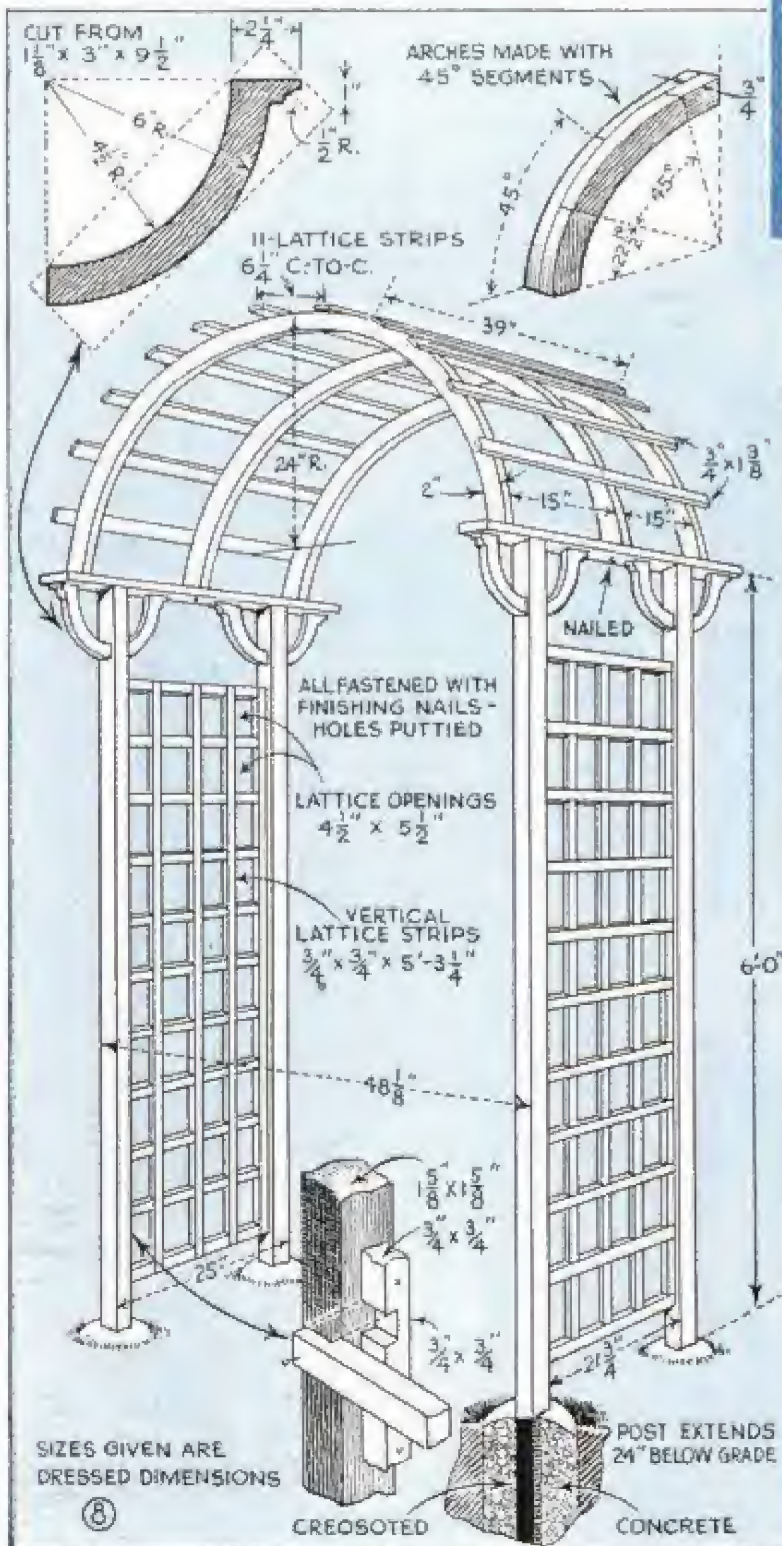 CUT FROM
1 1/8" x 3" x 9 1/2"
2 1/4"
1"
6" R.
4 1/2" R.
1/2" R.
ARCHES MADE WITH
45° SEGMENTS
3/4"
45°
45°
22 1/2°
11-LATTICE STRIPS
6 1/4" C.-TO-C.
39"
24" R.
3/4" x 1 3/8"
2"
15"
15"
NAILED
ALL FASTENED WITH
FINISHING NAILS-
HOLES PUTTIED
LATTICE OPENINGS
4 1/2" x 5 1/2"
VERTICAL
LATTICE STRIPS
3/4" x 3/4" x 5'-3 1/4"
6'-0"
48 1/8"
1 5/8" x 1 5/8"
3/4" x 3/4"
25"
3/4" x 3/4"
21 3/4"
SIZES GIVEN ARE
DRESSED DIMENSIONS
8
POST EXTENDS
24" BELOW GRADE
CREOSOTED
CONCRETE